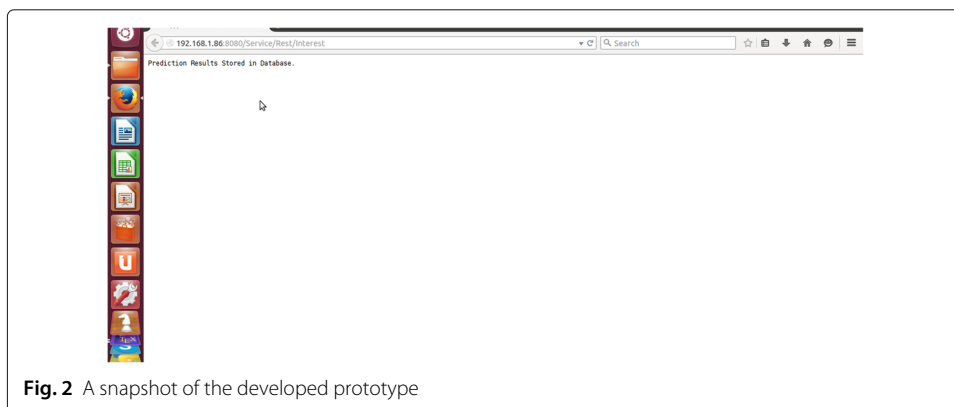 192.168.1.86:8080/Service/Rest/Interest
Search
Prediction Results Stored in Database.
TEX
Fig. 2 A snapshot of the developed prototype